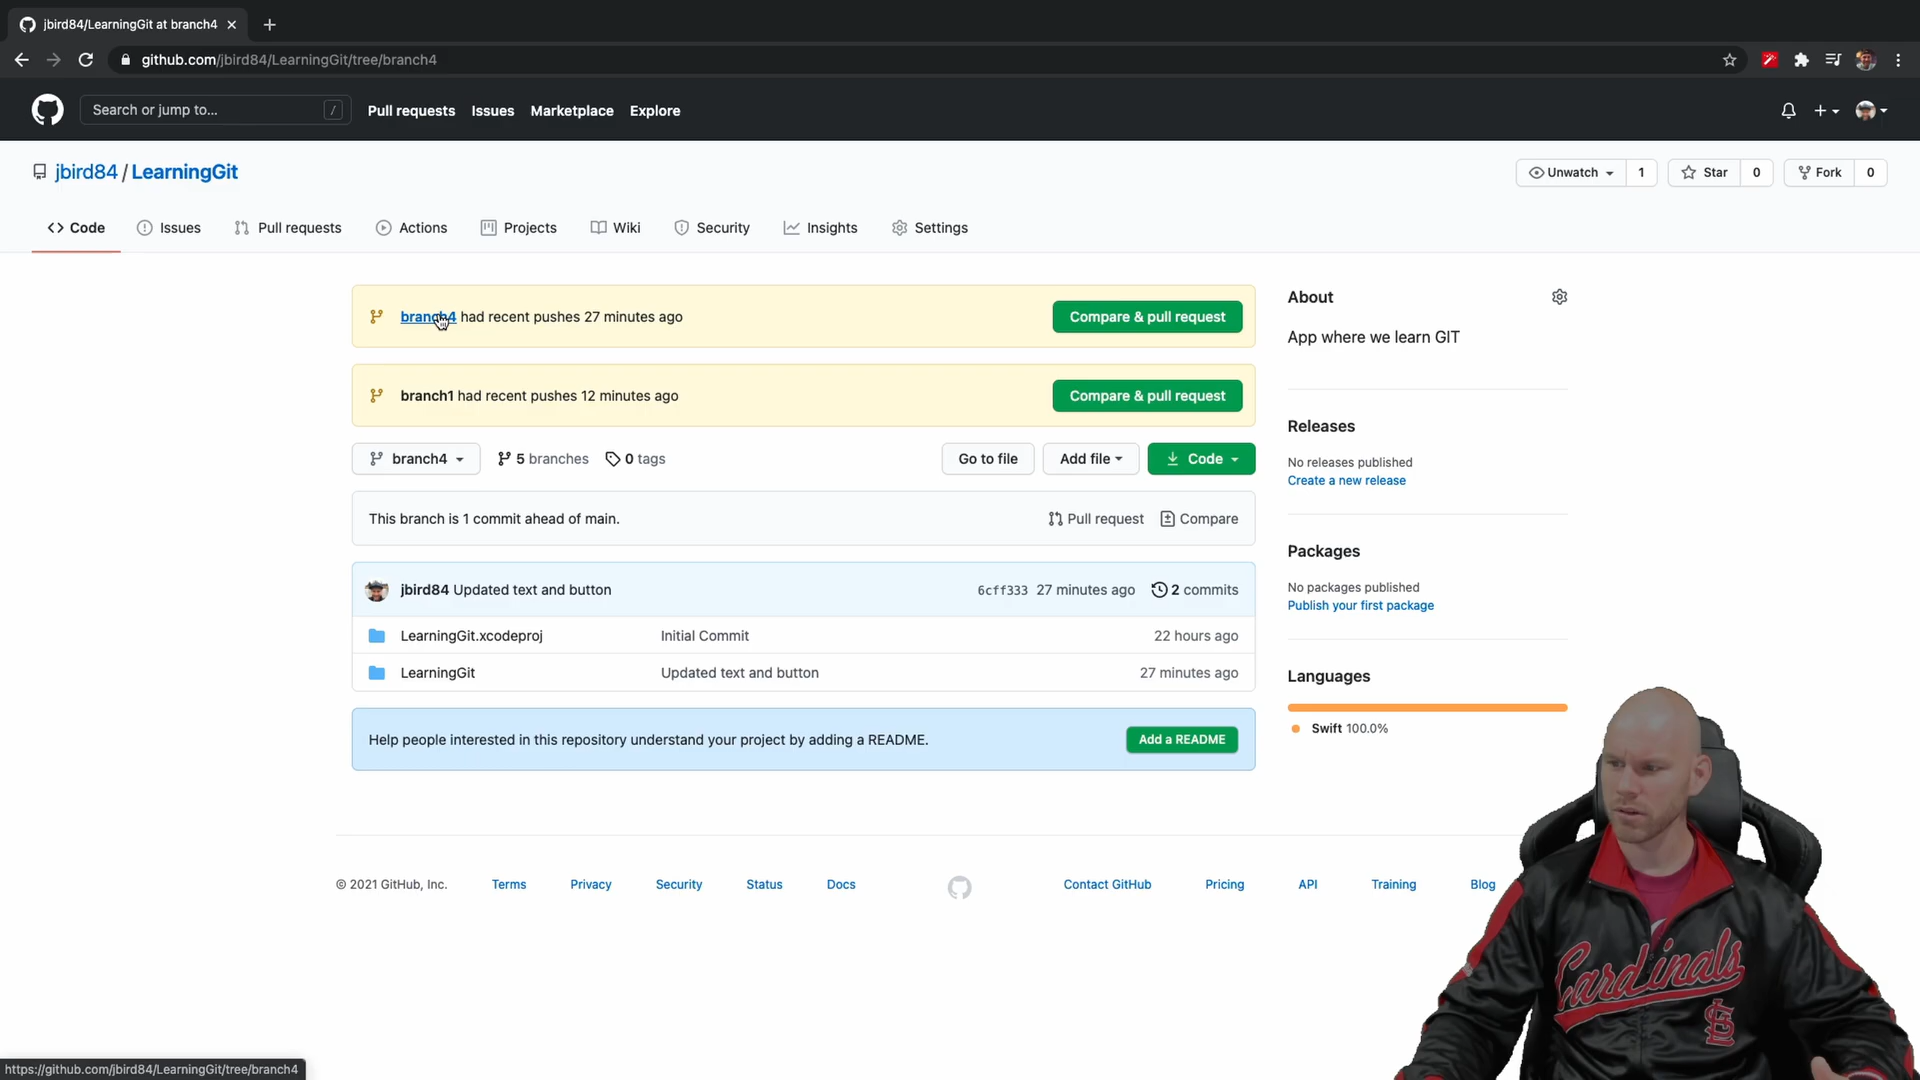 jbird84/LearningGit at branch4
github.com/jbird84/LearningGit/tree/branch4
Search or jump to...
/
Pull requests
Issues
Marketplace
Explore
jbird84 / LearningGit
Unwatch
1
Star
0
Fork
0
Code
Issues
Pull requests
Actions
Projects
Wiki
Security
Insights
Settings
branch4 had recent pushes 27 minutes ago
Compare & pull request
branch1 had recent pushes 12 minutes ago
Compare & pull request
branch4
5 branches
0 tags
Go to file
Add file
Code
This branch is 1 commit ahead of main.
Pull request
Compare
jbird84 Updated text and button
6cff333 27 minutes ago
2 commits
LearningGit.xcodeproj
Initial Commit
22 hours ago
LearningGit
Updated text and button
27 minutes ago
Help people interested in this repository understand your project by adding a README.
Add a README
About
App where we learn GIT
Releases
No releases published
Create a new release
Packages
No packages published
Publish your first package
Languages
Swift 100.0%
© 2021 GitHub, Inc.
Terms
Privacy
Security
Status
Docs
Contact GitHub
Pricing
API
Training
Blog
Cardinals
STL
https://github.com/jbird84/LearningGit/tree/branch4